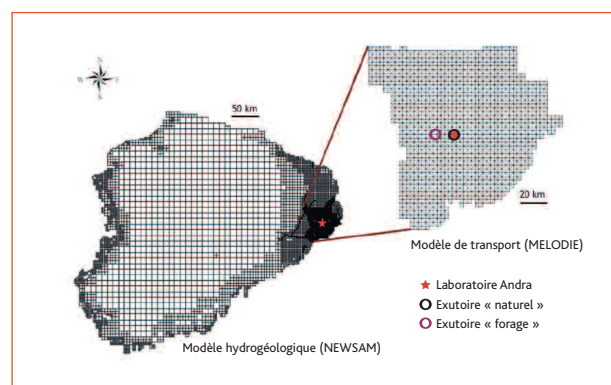 N
W
E
S
50 km
20 km
Modèle de transport (MELODIE)
Laboratoire Andra
Exutoire « naturel »
Exutoire « forage »
Modèle hydrogéologique (NEWSAM)